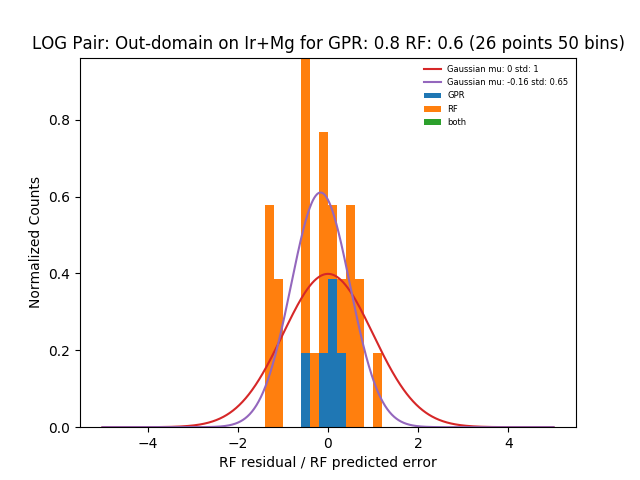 LOG Pair: Out-domain on Ir+Mg for GPR: 0.8 RF: 0.6 (26 points 50 bins)
Gaussian mu: 0 std: 1
Gaussian mu: -0.16 std: 0.65
GPR
RF
both
Normalized Counts
0.8
0.6
0.4
0.2
0.0
−4 −2 0 2 4
RF residual / RF predicted error